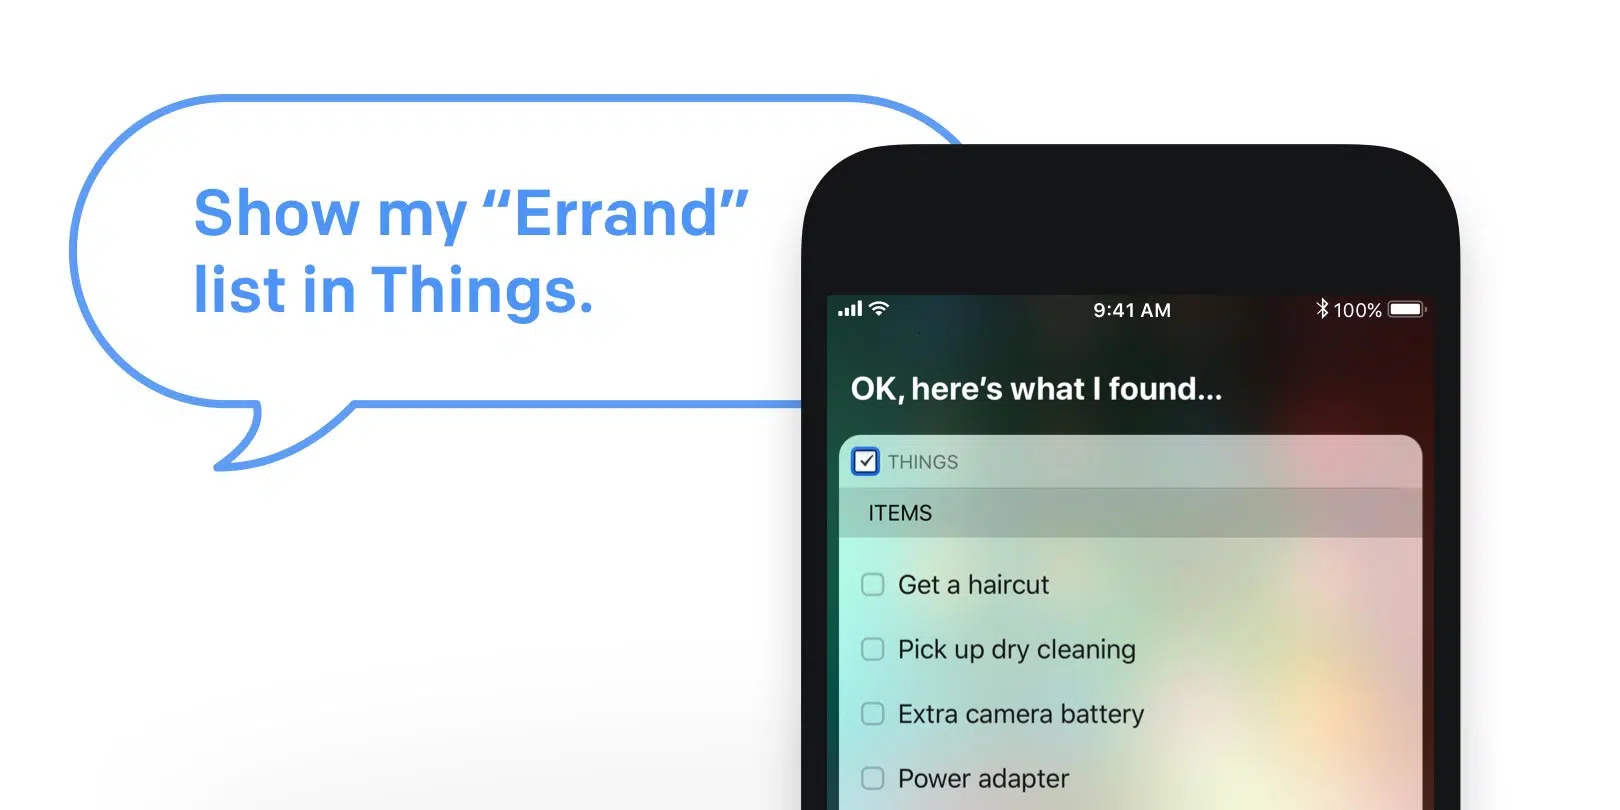 Show my “Errand”
list in Things.
9:41 AM
100%
OK, here’s what I found...
THINGS
ITEMS
Get a haircut
Pick up dry cleaning
Extra camera battery
Power adapter